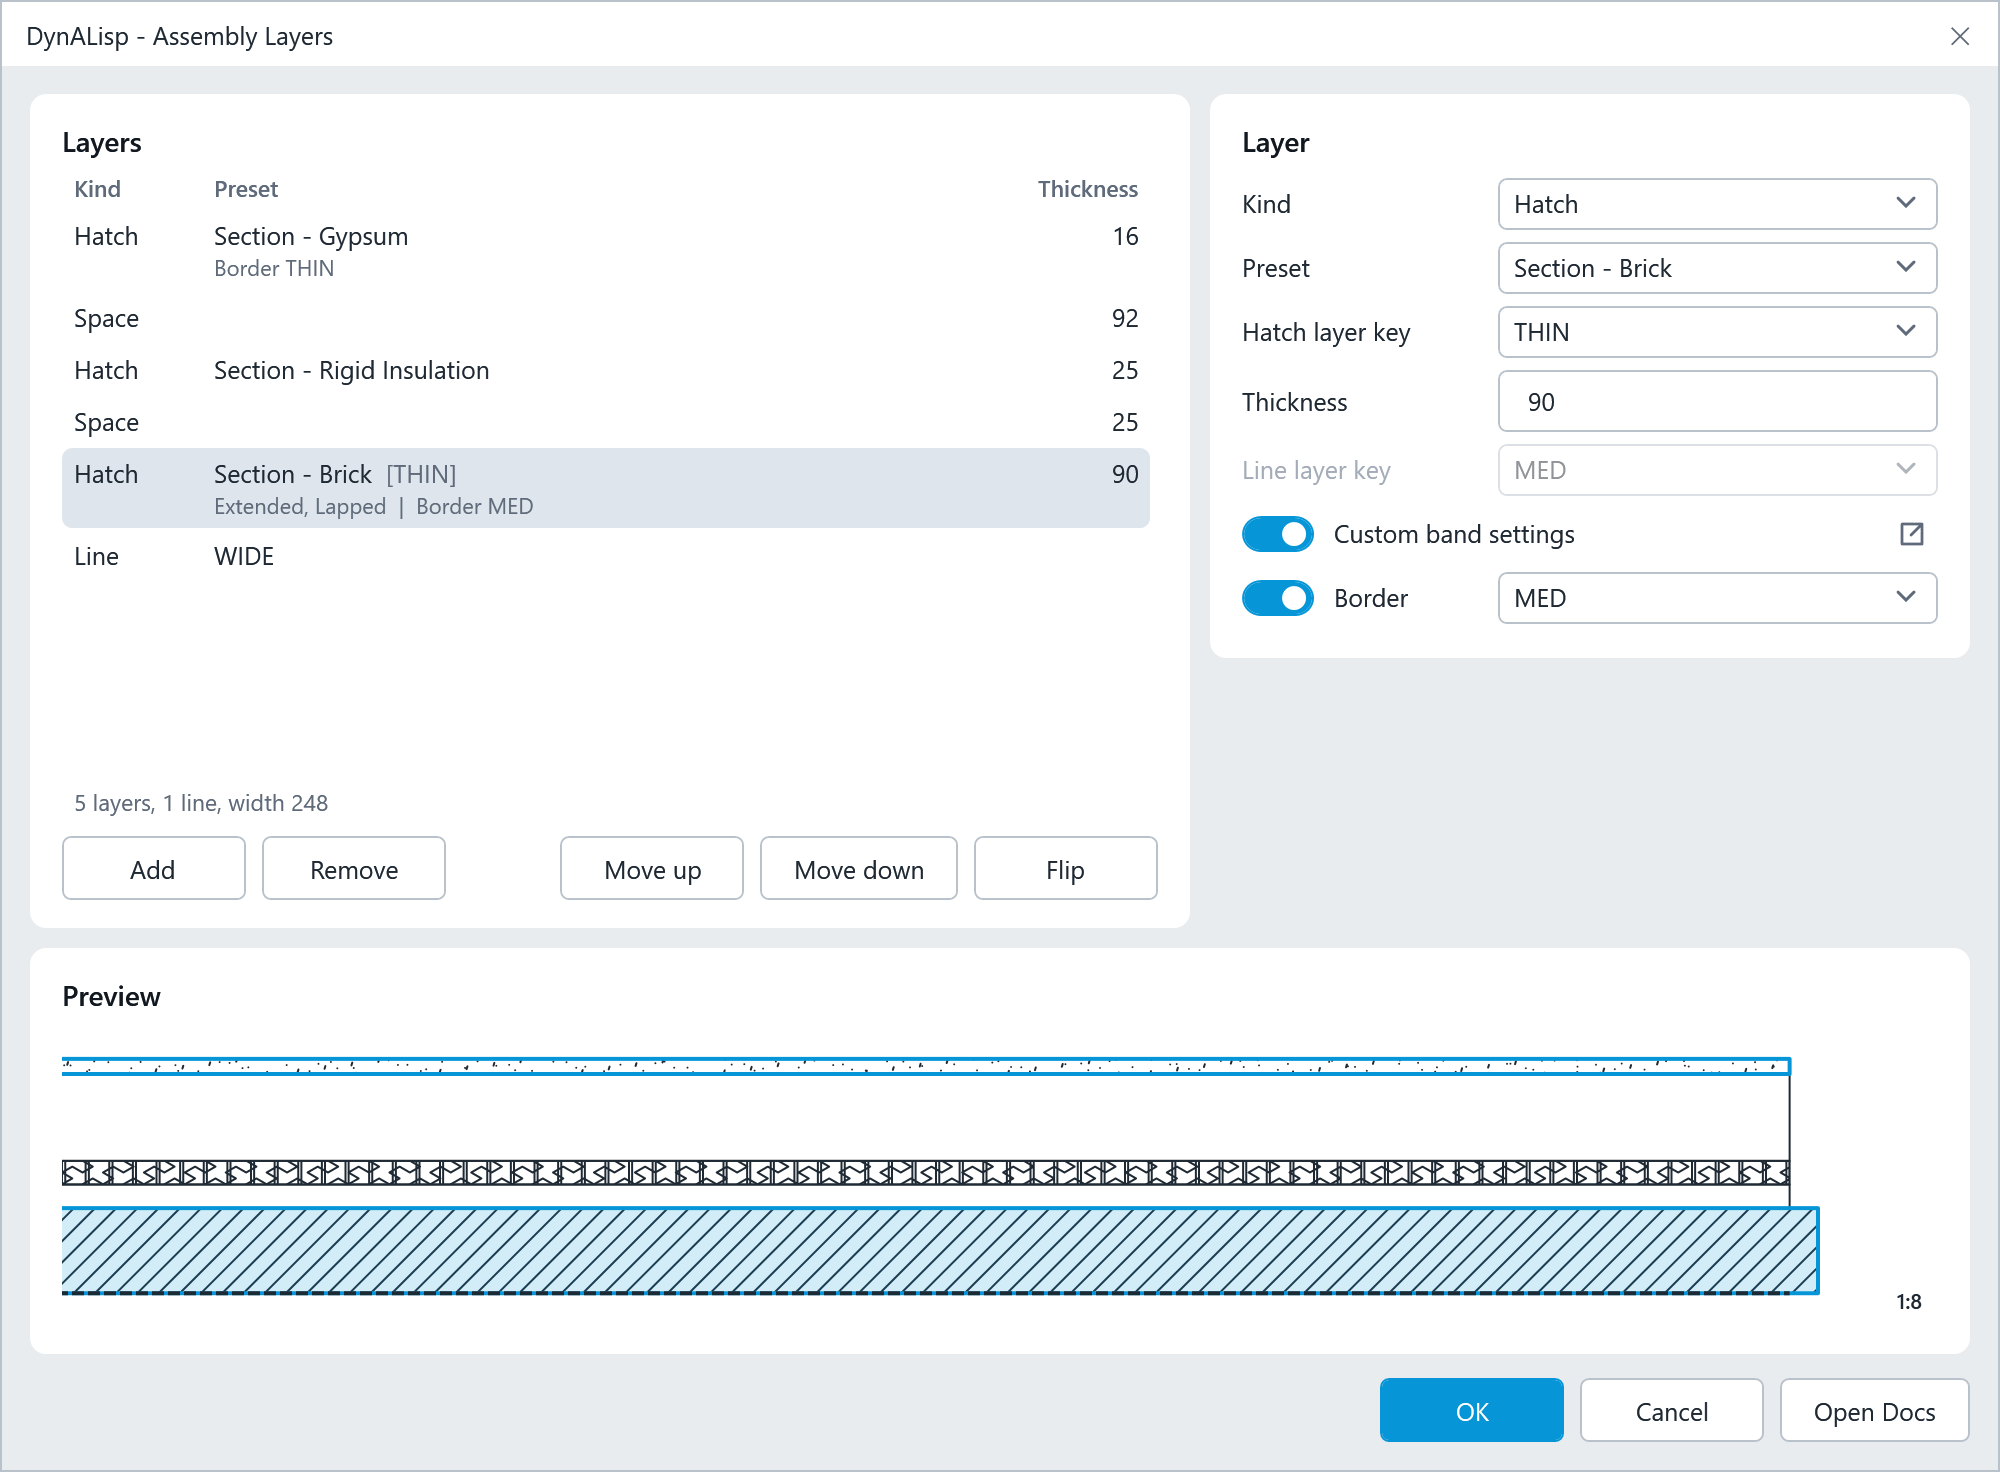 DynALisp - Assembly Layers
Layers
Kind Preset Thickness
Hatch Section - Gypsum 16
Border THIN
Space 92
Hatch Section - Rigid Insulation 25
Space 25
Hatch Section - Brick [THIN] 90
Extended, Lapped | Border MED
Line WIDE
5 layers, 1 line, width 248
Add Remove Move up Move down Flip
Layer
Kind Hatch
Preset Section - Brick
Hatch layer key THIN
Thickness 90
Line layer key MED
Custom band settings
Border MED
Preview
1:8
OK Cancel Open Docs